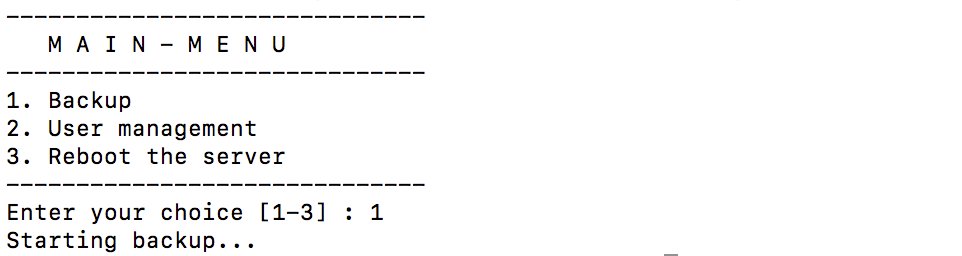 ------------------------------
   M A I N - M E N U
------------------------------
1. Backup
2. User management
3. Reboot the server
------------------------------
Enter your choice [1-3] : 1
Starting backup...